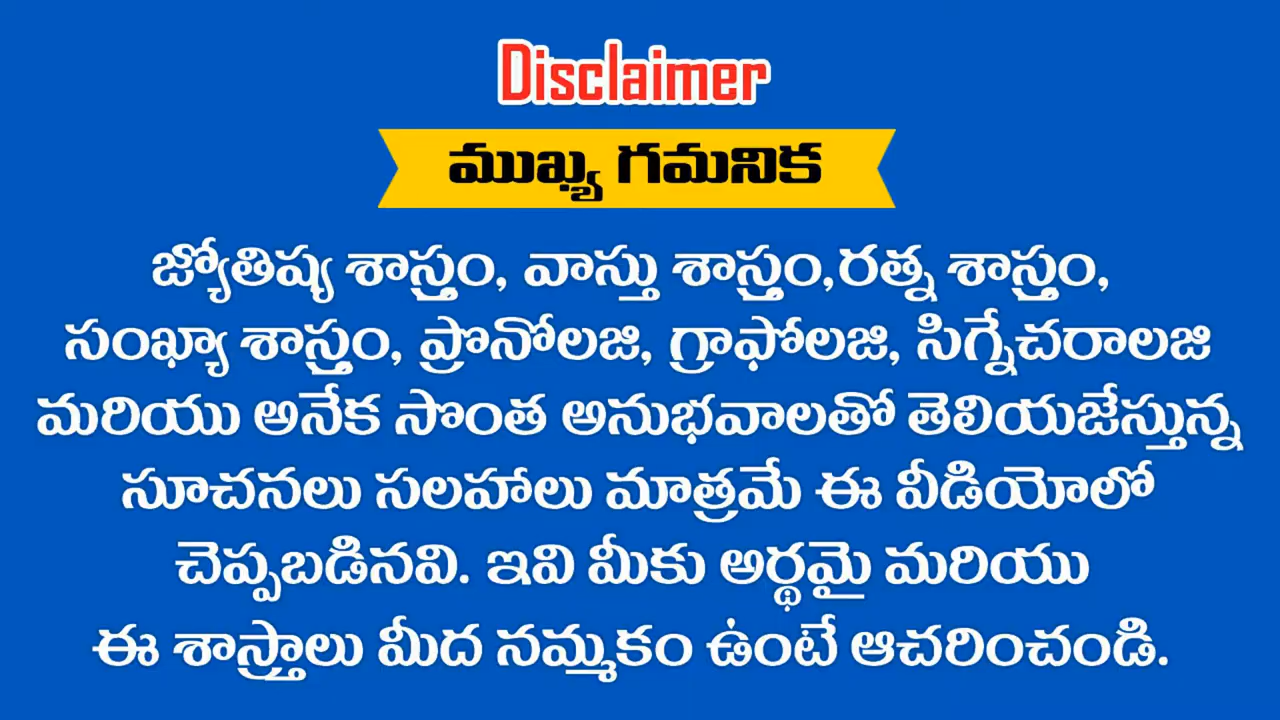 Disclaimer
ముఖ్య గమనిక
జ్యోతిష్య శాస్త్రం, వాస్తు శాస్త్రం,రత్న శాస్త్రం,
సంఖ్యా శాస్త్రం, ప్రొనోలజి, గ్రాఫోలజి, సిగ్నేచరాలజి
మరియు అనేక సొంత అనుభవాలతో తెలియజేస్తున్న
సూచనలు సలహాలు మాత్రమే ఈ వీడియోలో
చెప్పబడినవి. ఇవి మీకు అర్థమై మరియు
ఈ శాస్త్రాలు మీద నమ్మకం ఉంటే ఆచరించండి.